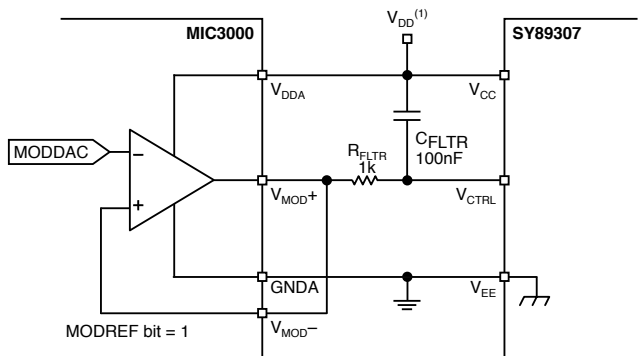 MIC3000
V_DD(1)
SY89307
V_DDA
V_CC
MODDAC
−
+
C_FLTR
100nF
R_FLTR
1k
V_MOD+
V_CTRL
GNDA
V_EE
MODREF bit = 1
V_MOD−